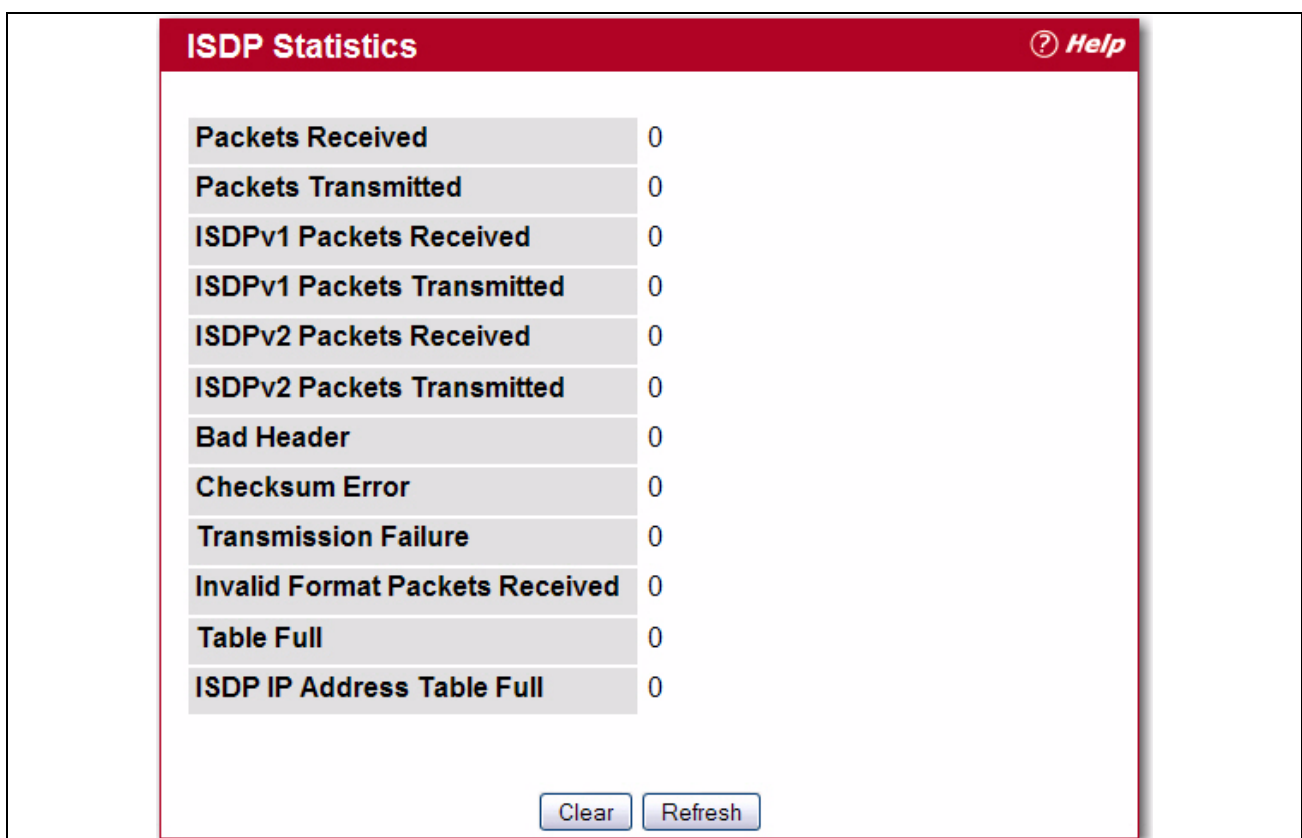 ISDP Statistics ? Help
Packets Received 0
Packets Transmitted 0
ISDPv1 Packets Received 0
ISDPv1 Packets Transmitted 0
ISDPv2 Packets Received 0
ISDPv2 Packets Transmitted 0
Bad Header 0
Checksum Error 0
Transmission Failure 0
Invalid Format Packets Received 0
Table Full 0
ISDP IP Address Table Full 0
Clear Refresh